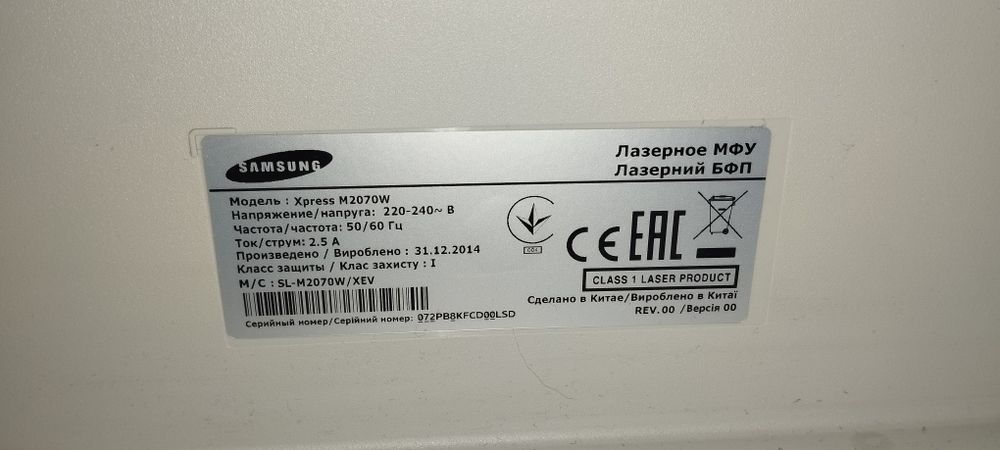 SAMSUNG
Лазерное МФУ
Лазерний БФП
Модель : Xpress M2070W
Напряжение/напруга: 220-240~ В
Частота/частота: 50/60 Гц
Ток/струм: 2.5 А
Произведено / Вироблено : 31.12.2014
Класс защиты / Клас захисту : I
M/C : SL-M2070W/XEV
Серийный номер/Серійний номер: 072PB8KFCD00LSD
CE EAC
CLASS 1 LASER PRODUCT
Сделано в Китае/Вироблено в Китаї
REV.00 /Версія 00